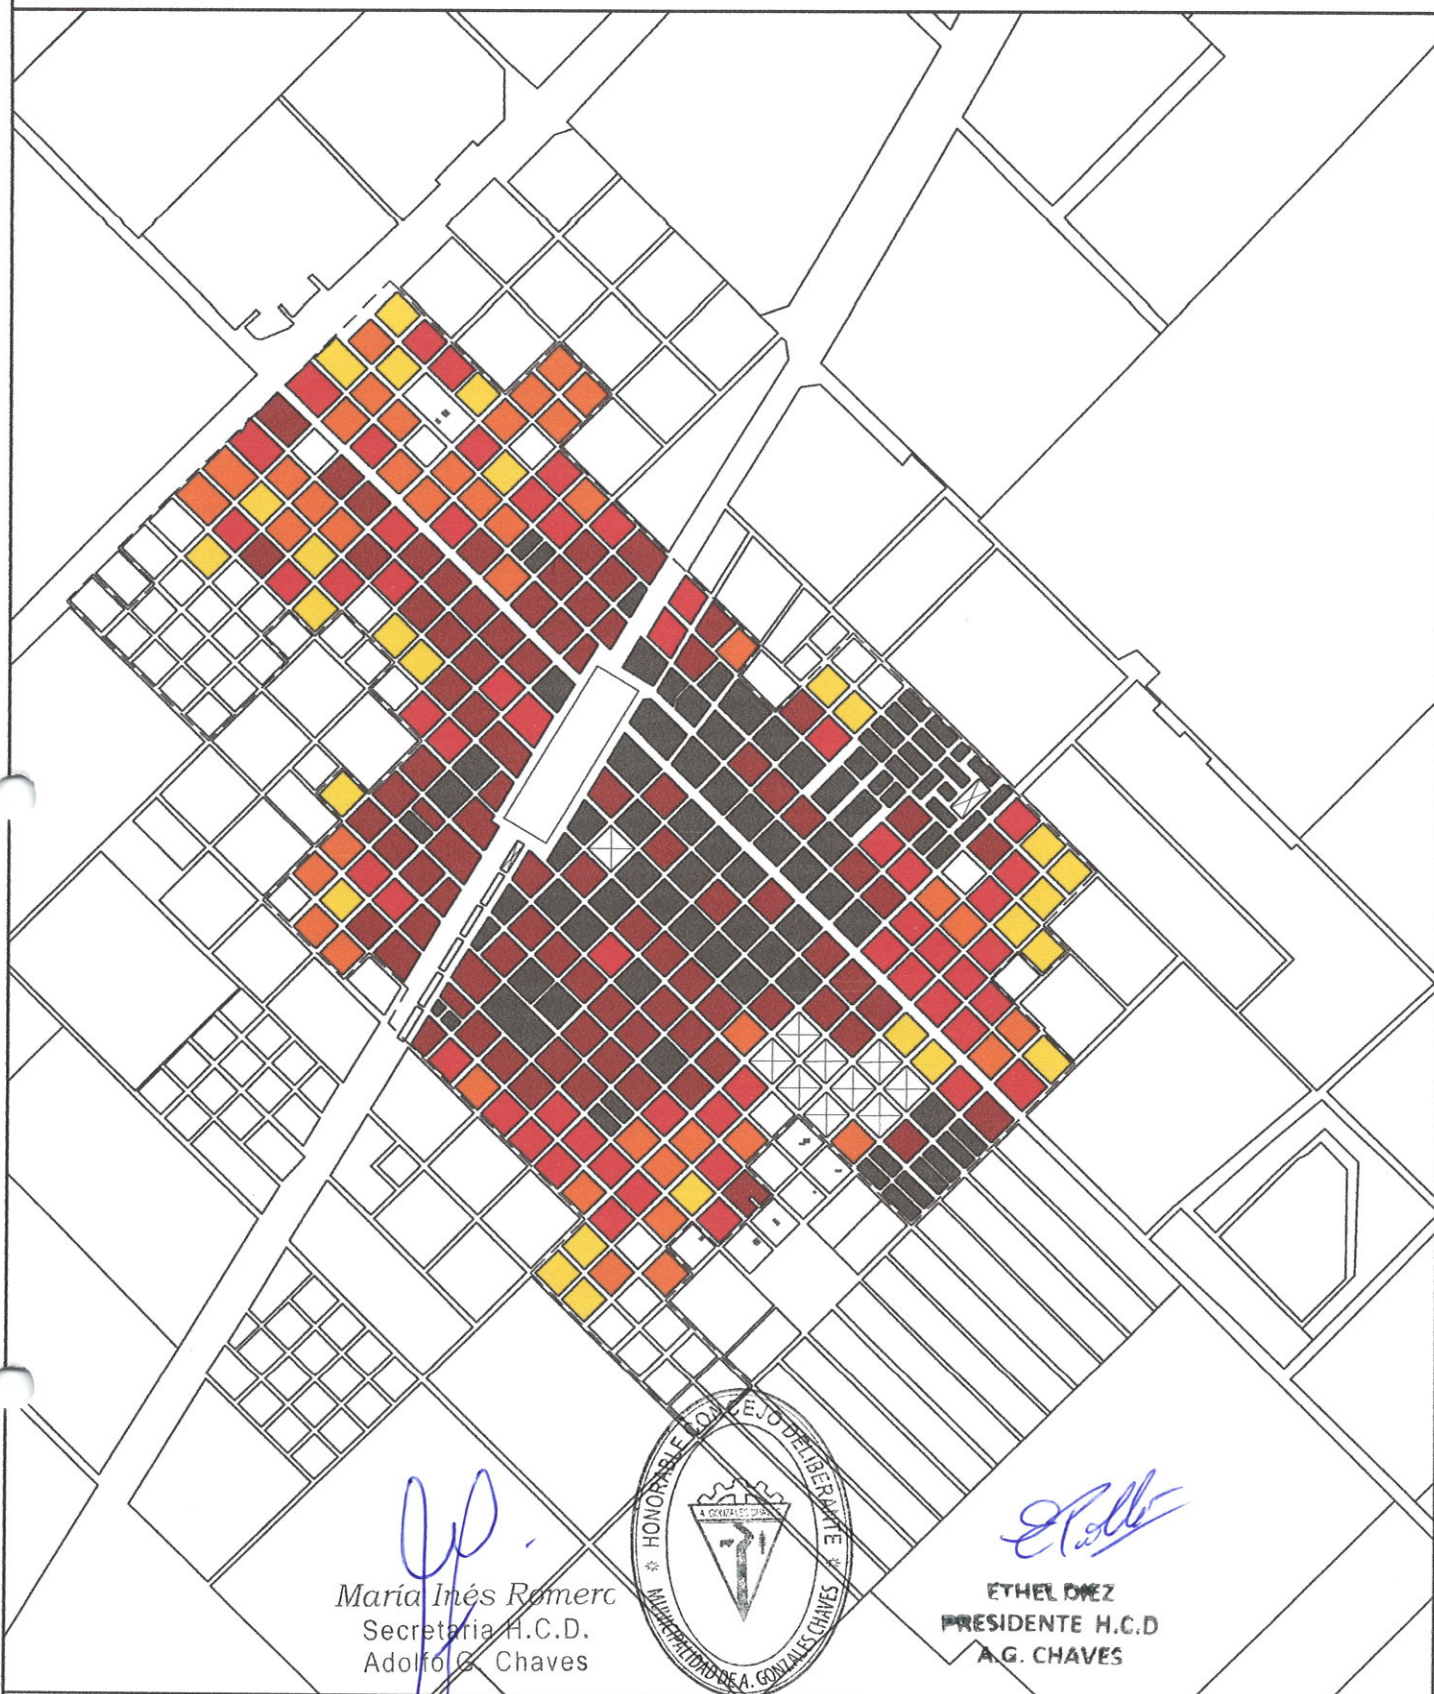 HONORABLE CONCEJO DELIBERANTE
A. GONZALES CHAVES
MUNICIPALIDAD DE A. GONZALES CHAVES
María Inés Romero
Secretaria H.C.D.
Adolfo G. Chaves
ETHEL DIEZ
PRESIDENTE H.C.D
A.G. CHAVES